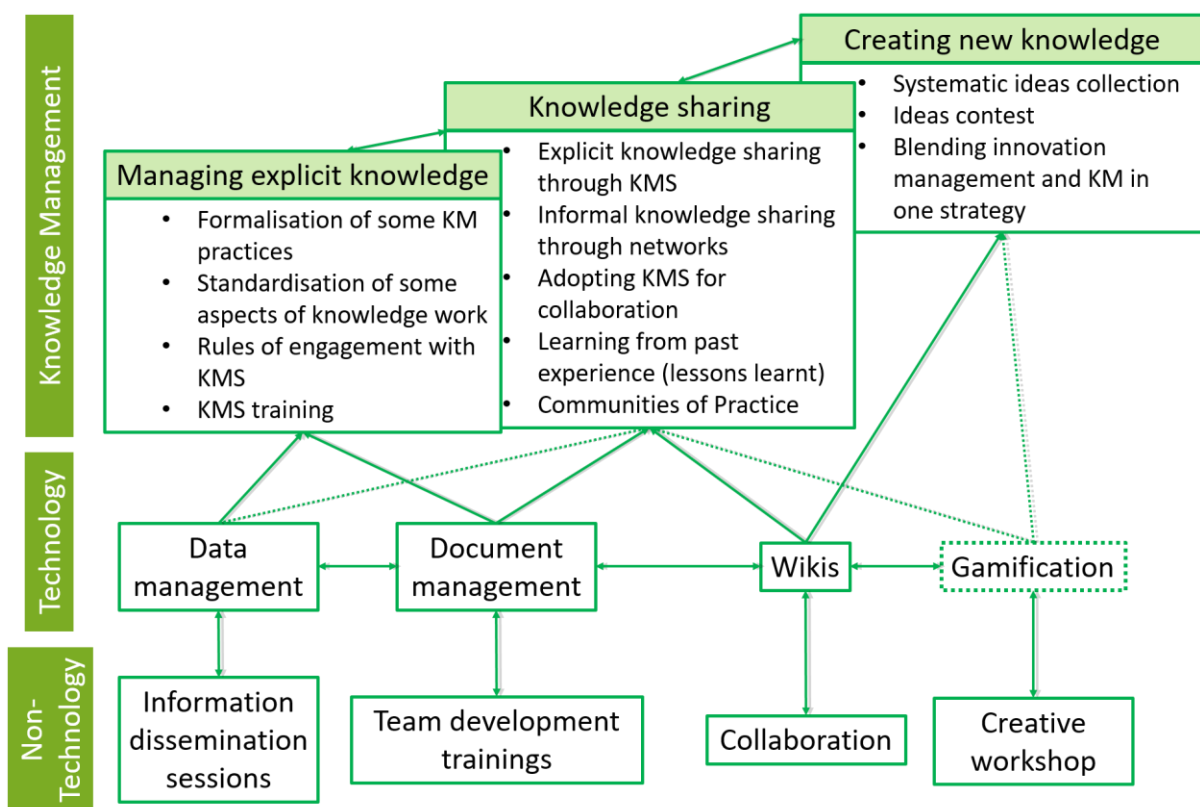 Knowledge Management
Creating new knowledge
• Systematic ideas collection
• Ideas contest
• Blending innovation
management and KM in
one strategy
Knowledge sharing
• Explicit knowledge sharing
through KMS
• Informal knowledge sharing
through networks
• Adopting KMS for
collaboration
• Learning from past
experience (lessons learnt)
• Communities of Practice
Managing explicit knowledge
• Formalisation of some KM
practices
• Standardisation of some
aspects of knowledge work
• Rules of engagement with
KMS
• KMS training
Technology
Data
management
Document
management
Wikis
Gamification
Non-
Technology
Information
dissemination
sessions
Team development
trainings
Collaboration
Creative
workshop